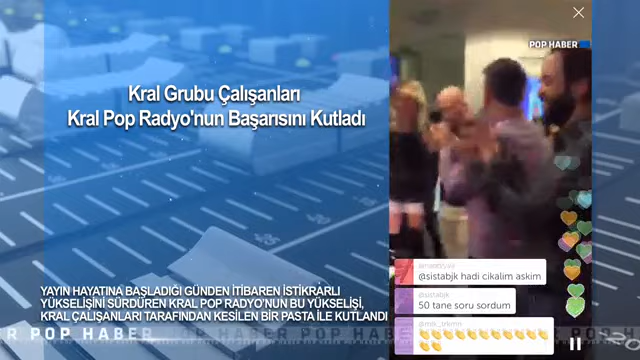 POP HABER
Kral Grubu Çalışanları
Kral Pop Radyo'nun Başarısını Kutladı
@sistabjk hadi cikalim askim
@sistabjk
50 tane soru sordum
YAYIN HAYATINA BAŞLADIĞI GÜNDEN İTİBAREN İSTİKRARLI
YÜKSELİŞİNİ SÜRDÜREN KRAL POP RADYO'NUN BU YÜKSELİŞİ,
KRAL ÇALIŞANLARI TARAFINDAN KESİLEN BİR PASTA İLE KUTLANDI
POP HABER